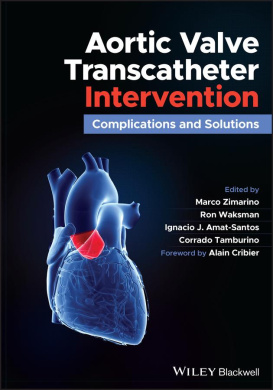 Aortic Valve
Transcatheter
Intervention
Complications and Solutions
Edited by
Marco Zimarino
Ron Waksman
Ignacio J. Amat-Santos
Corrado Tamburino
Foreword by Alain Cribier
WILEY Blackwell